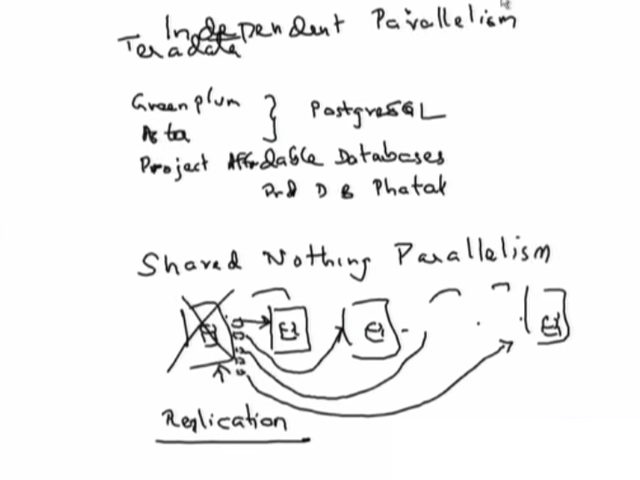 Independent Parallelism
Teradata
Greenplum } PostgreSQL
Asta
Project Affordable Databases
Prof D B Phatak
Shared Nothing Parallelism
Replication